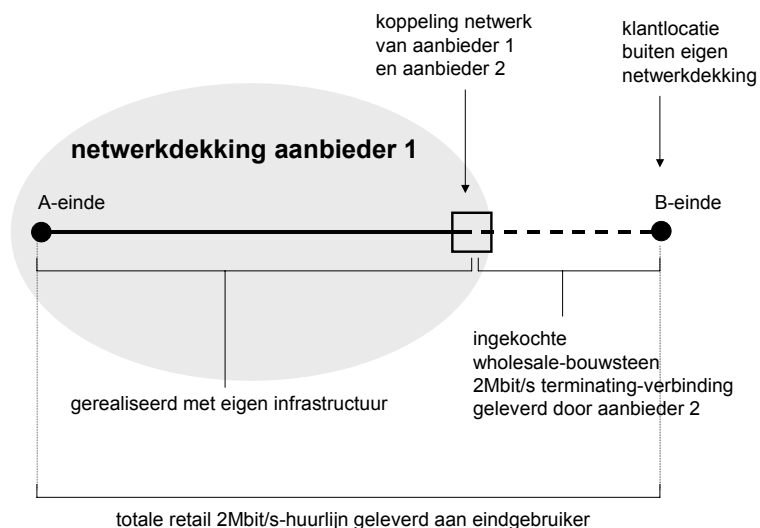 koppeling netwerk
van aanbieder 1
en aanbieder 2
klantlocatie
buiten eigen
netwerkdekking
netwerkdekking aanbieder 1
A-einde
B-einde
ingekochte
wholesale-bouwsteen
2Mbit/s terminating-verbinding
geleverd door aanbieder 2
gerealiseerd met eigen infrastructuur
totale retail 2Mbit/s-huurlijn geleverd aan eindgebruiker